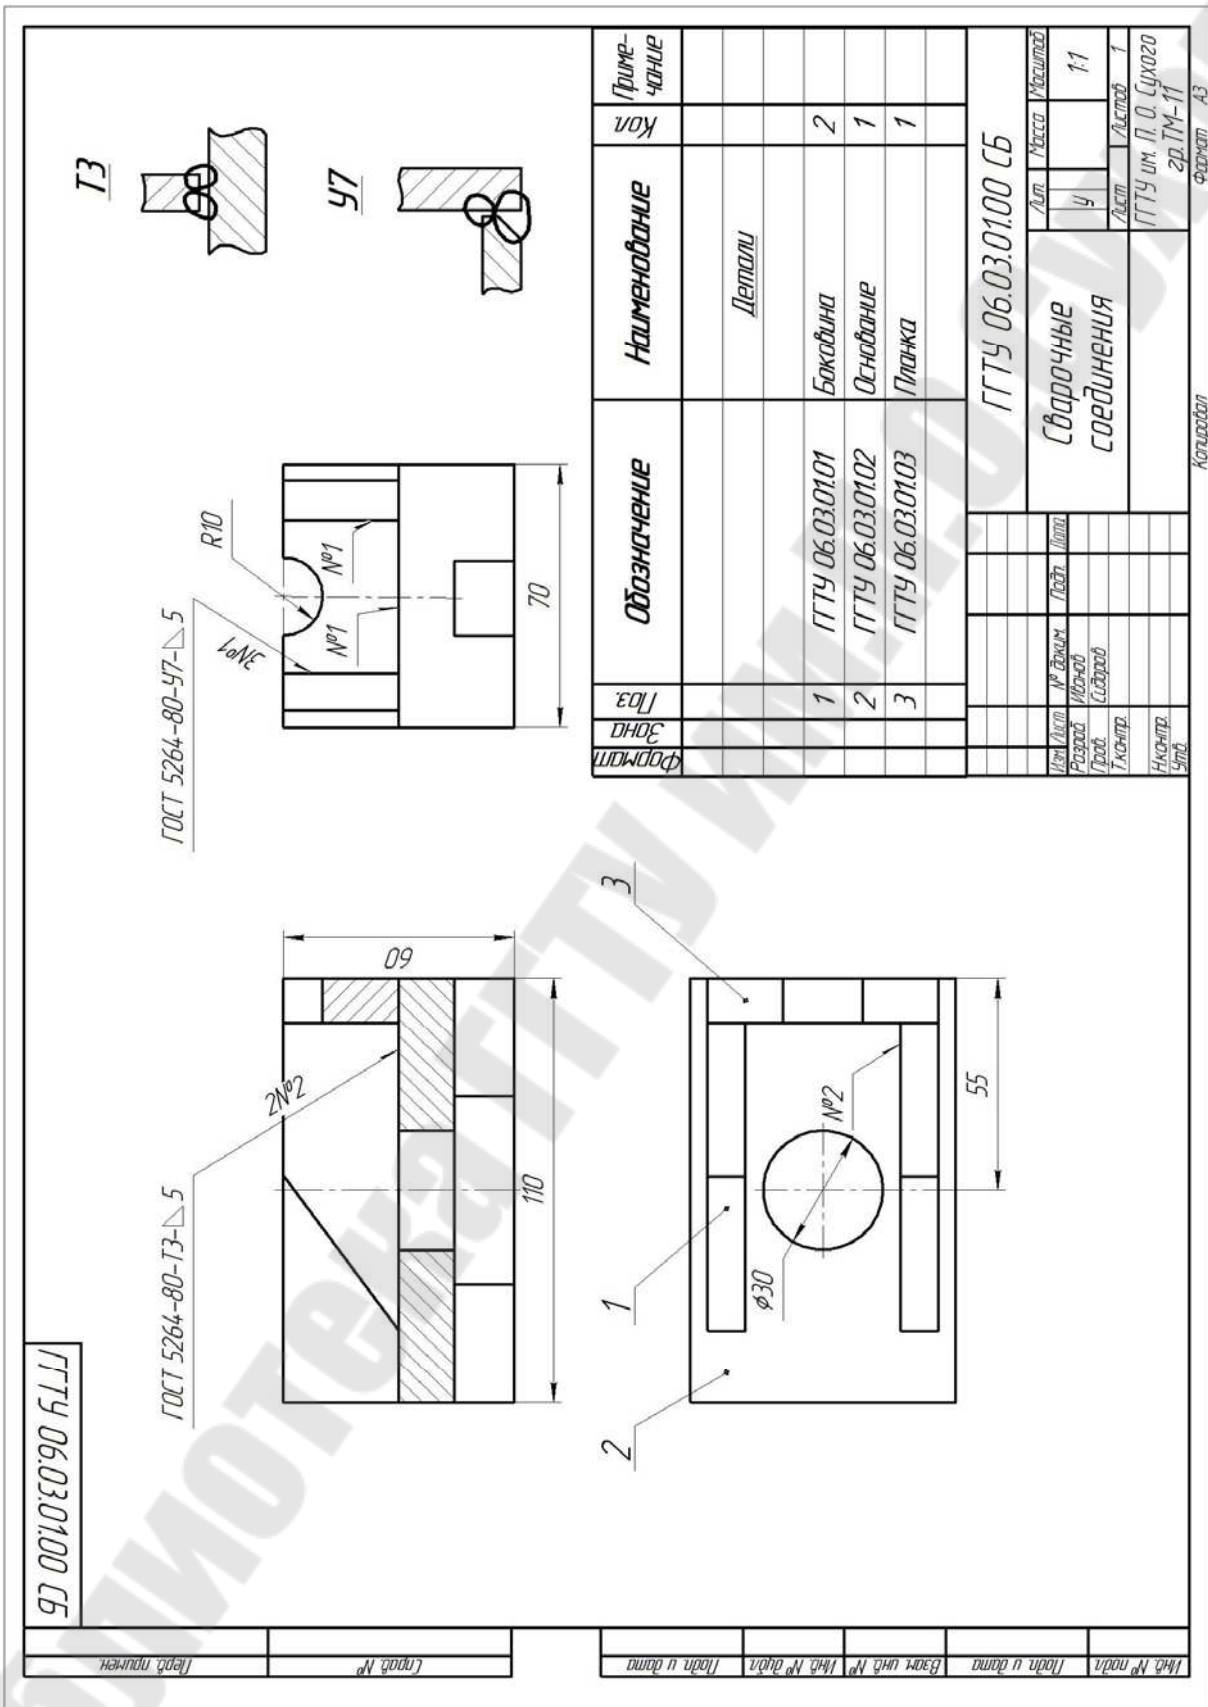 ГГТУ 06.03.01.00 СБ
Перв. примен.
Справ. №
Подп. и дата
Инв. № дубл.
Взам. инв. №
Подп. и дата
Инв. № подл.
ГОСТ 5264-80-Т3-⊿ 5
2№2
60
110
ГОСТ 5264-80-У7-⊿ 5
3№1
R10
№1
№1
70
Т3
У7
1
2
3
⌀30
№2
55
Формат Зона Поз. Обозначение Наименование Кол. Приме-
чание
Детали
1 ГГТУ 06.03.01.01 Боковина 2
2 ГГТУ 06.03.01.02 Основание 1
3 ГГТУ 06.03.01.03 Планка 1
ГГТУ 06.03.01.00 СБ
Изм. Лист № докум. Подп. Дата
Разраб. Иванов
Пров. Сидоров
Т.контр.
Н.контр.
Утв.
Сварочные
соединения
Лит. Масса Масштаб
У 1:1
Лист Листов 1
ГГТУ им. П. О. Сухого
гр. ТМ-11
Копировал Формат А3
БЛИОТЕКА ГГТУ ИМ.П.О.СУХОГО